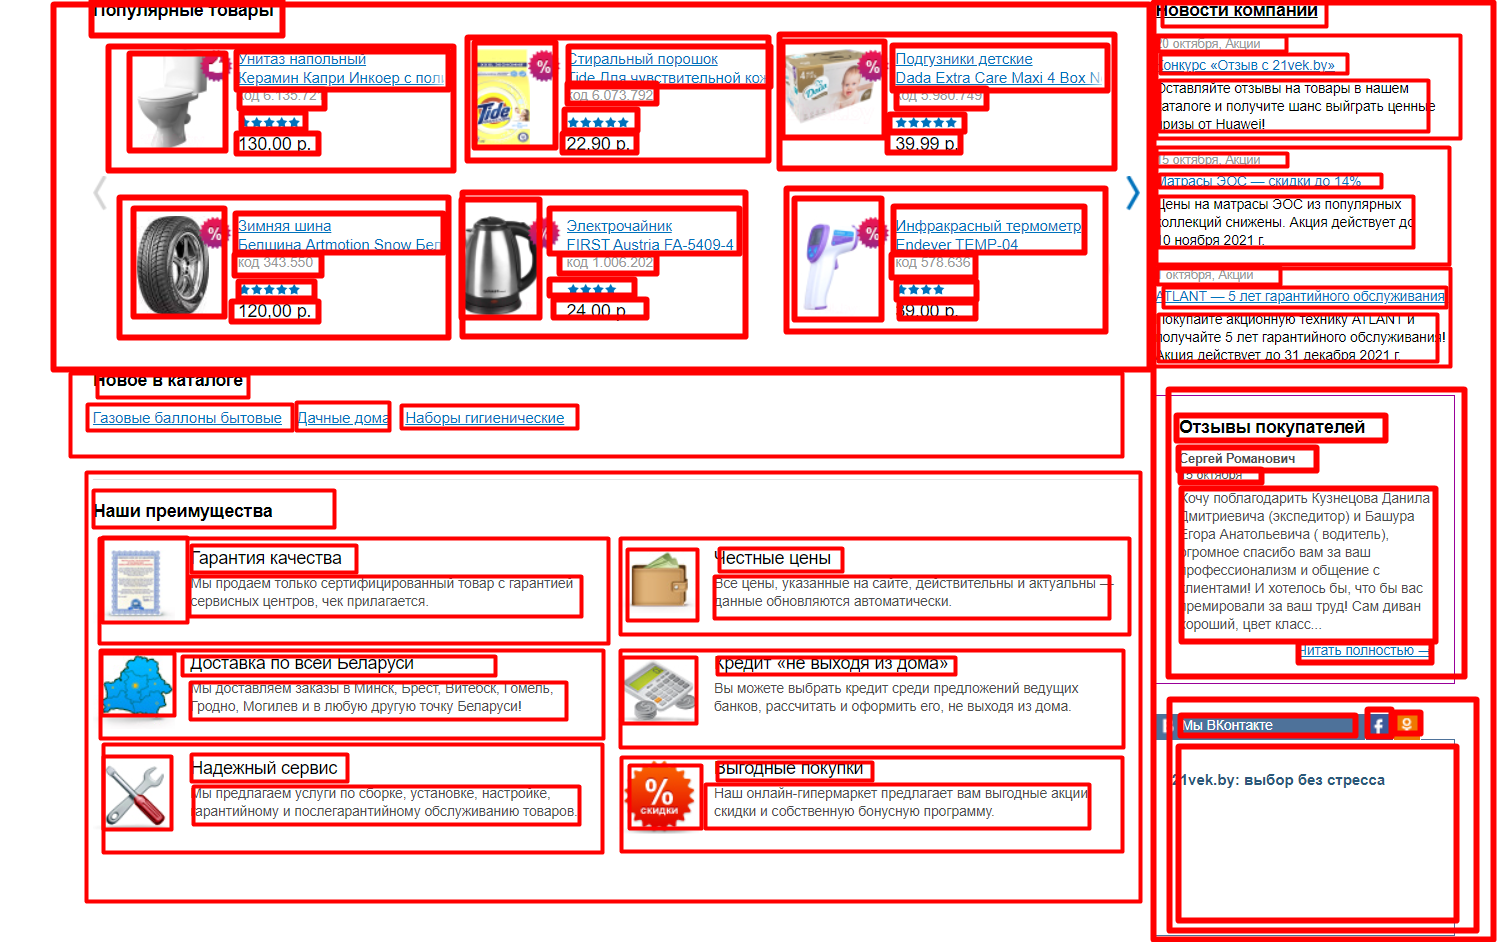 Популярные товары
Унитаз напольный
Керамин Капри Инкоер с поли
код 6.135.72
130,00 р.
%
Стиральный порошок
Tide Для чувствительной кож
код 6.073.792
22,90 р.
Tide
%
Подгузники детские
Dada Extra Care Maxi 4 Box N
код 5.980.749
39,99 р.
Dada
%
Зимняя шина
Белшина Artmotion Snow Бел
код 343.550
120,00 р.
Электрочайник
FIRST Austria FA-5409-4
код 1.006.202
24,00 р.
%
Инфракрасный термометр
Endever TEMP-04
код 578.636
39,00 р.
Новое в каталоге
Газовые баллоны бытовые
Дачные дома
Наборы гигиенические
Наши преимущества
Гарантия качества
Мы продаем только сертифицированный товар с гарантией
сервисных центров, чек прилагается.
Честные цены
Все цены, указанные на сайте, действительны и актуальны —
данные обновляются автоматически.
Доставка по всей Беларуси
Мы доставляем заказы в Минск, Брест, Витебск, Гомель,
Гродно, Могилев и в любую другую точку Беларуси!
Кредит «не выходя из дома»
Вы можете выбрать кредит среди предложений ведущих
банков, рассчитать и оформить его, не выходя из дома.
Надежный сервис
Мы предлагаем услуги по сборке, установке, настройке,
гарантийному и послегарантийному обслуживанию товаров.
%
СКИДКИ
Выгодные покупки
Наш онлайн-гипермаркет предлагает вам выгодные акции
скидки и собственную бонусную программу.
Новости компании
октября, Акции
Конкурс «Отзыв с 21vek.by»
Оставляйте отзывы на товары в нашем
каталоге и получите шанс выйграть ценные
призы от Huawei!
15 октября, Акции
Матрасы ЭОС — скидки до 14%
Цены на матрасы ЭОС из популярных
коллекций снижены. Акция действует до
10 ноября 2021 г.
октября, Акции
ATLANT — 5 лет гарантийного обслуживания
Покупайте акционную технику ATLANT и
получайте 5 лет гарантийного обслуживания!
Акция действует до 31 декабря 2021 г.
Отзывы покупателей
Сергей Романович
15 октября
Хочу поблагодарить Кузнецова Данила
Дмитриевича (экспедитор) и Башура
Егора Анатольевича ( водитель),
огромное спасибо вам за ваш
профессионализм и общение с
клиентами! И хотелось бы, что бы вас
премировали за ваш труд! Сам диван
хороший, цвет класс...
Читать полностью —
Мы ВКонтакте
f
21vek.by: выбор без стресса